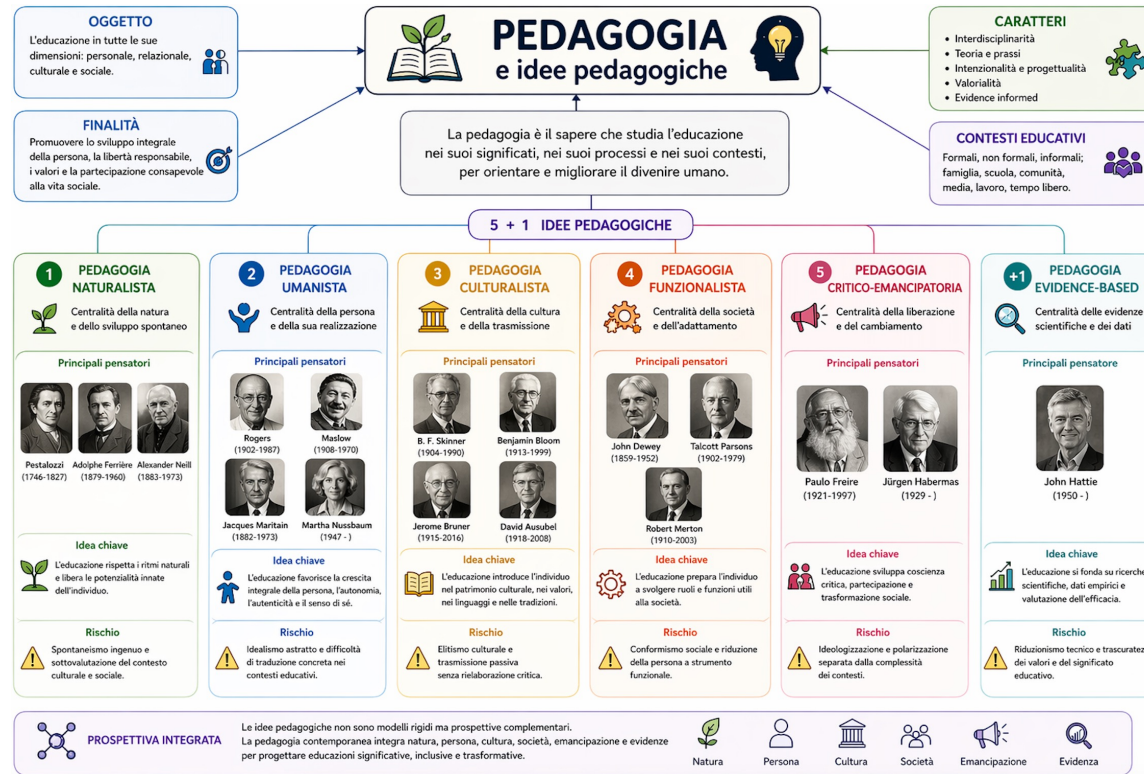 OGGETTO
L'educazione in tutte le sue
dimensioni: personale, relazionale,
culturale e sociale.
FINALITÀ
Promuovere lo sviluppo integrale
della persona, la libertà responsabile,
i valori e la partecipazione consapevole
alla vita sociale.
PEDAGOGIA
e idee pedagogiche
La pedagogia è il sapere che studia l'educazione
nei suoi significati, nei suoi processi e nei suoi contesti,
per orientare e migliorare il divenire umano.
CARATTERI
• Interdisciplinarità
• Teoria e prassi
• Intenzionalità e progettualità
• Valorialità
• Evidence informed
CONTESTI EDUCATIVI
Formali, non formali, informali;
famiglia, scuola, comunità,
media, lavoro, tempo libero.
5 + 1 IDEE PEDAGOGICHE
1 PEDAGOGIA
NATURALISTA
Centralità della natura
e dello sviluppo spontaneo
Principali pensatori
Pestalozzi
(1746-1827)
Adolphe Ferrière
(1879-1960)
Alexander Neill
(1883-1973)
Idea chiave
L'educazione rispetta i ritmi naturali
e libera le potenzialità innate
dell'individuo.
Rischio
Spontaneismo ingenuo e
sottovalutazione del contesto
culturale e sociale.
2 PEDAGOGIA
UMANISTA
Centralità della persona
e della sua realizzazione
Principali pensatori
Rogers
(1902-1987)
Maslow
(1908-1970)
Jacques Maritain
(1882-1973)
Martha Nussbaum
(1947 - )
Idea chiave
L'educazione favorisce la crescita
integrale della persona, l'autonomia,
l'autenticità e il senso di sé.
Rischio
Idealismo astratto e difficoltà
di traduzione concreta nei
contesti educativi.
3 PEDAGOGIA
CULTURALISTA
Centralità della cultura
e della trasmissione
Principali pensatori
B. F. Skinner
(1904-1990)
Benjamin Bloom
(1913-1999)
Jerome Bruner
(1915-2016)
David Ausubel
(1918-2008)
Idea chiave
L'educazione introduce l'individuo
nel patrimonio culturale, nei valori,
nei linguaggi e nelle tradizioni.
Rischio
Elitismo culturale e
trasmissione passiva
senza rielaborazione critica.
4 PEDAGOGIA
FUNZIONALISTA
Centralità della società
e dell'adattamento
Principali pensatori
John Dewey
(1859-1952)
Talcott Parsons
(1902-1979)
Robert Merton
(1910-2003)
Idea chiave
L'educazione prepara l'individuo
a svolgere ruoli e funzioni utili
alla società.
Rischio
Conformismo sociale e riduzione
della persona a strumento
funzionale.
5 PEDAGOGIA
CRITICO-EMANCIPATORIA
Centralità della liberazione
e del cambiamento
Principali pensatori
Paulo Freire
(1921-1997)
Jürgen Habermas
(1929 - )
Idea chiave
L'educazione sviluppa coscienza
critica, partecipazione e
trasformazione sociale.
Rischio
Ideologizzazione e polarizzazione
separata dalla complessità
dei contesti.
+1 PEDAGOGIA
EVIDENCE-BASED
Centralità delle evidenze
scientifiche e dei dati
Principali pensatore
John Hattie
(1950 - )
Idea chiave
L'educazione si fonda su ricerche
scientifiche, dati empirici e
valutazione dell'efficacia.
Rischio
Riduzionismo tecnico e trascuratez
dei valori e del significato
educativo.
PROSPETTIVA INTEGRATA
Le idee pedagogiche non sono modelli rigidi ma prospettive complementari.
La pedagogia contemporanea integra natura, persona, cultura, società, emancipazione e evidenze
per progettare educazioni significative, inclusive e trasformative.
Natura
Persona
Cultura
Società
Emancipazione
Evidenza